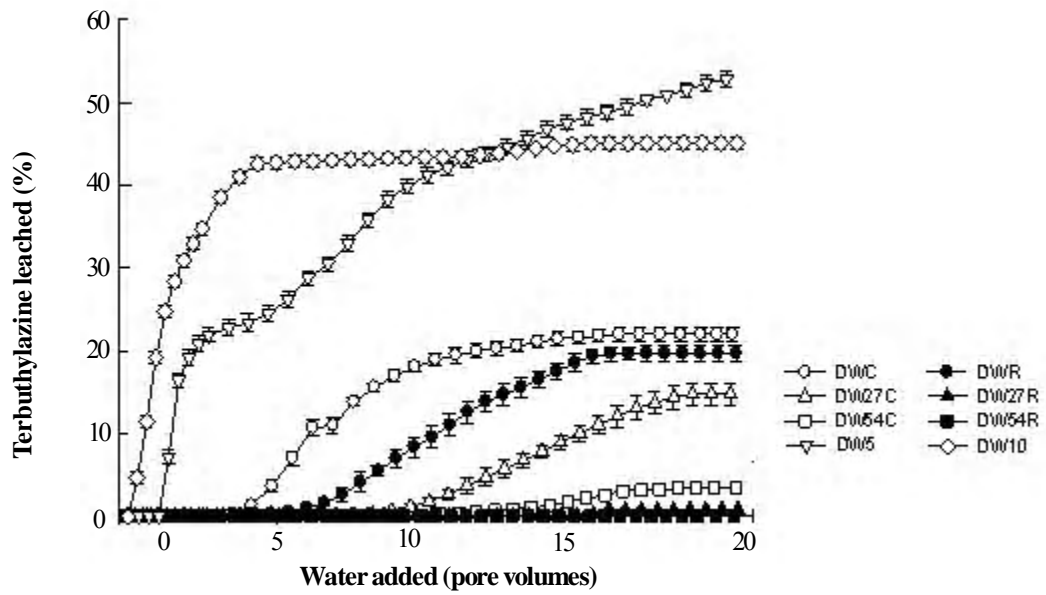 60
50
40
30
20
10
0
Terbuthylazine leached (%)
0 5 10 15 20
Water added (pore volumes)
DWC DWR
DW27C DW27R
DW54C DW54R
DW5 DW10